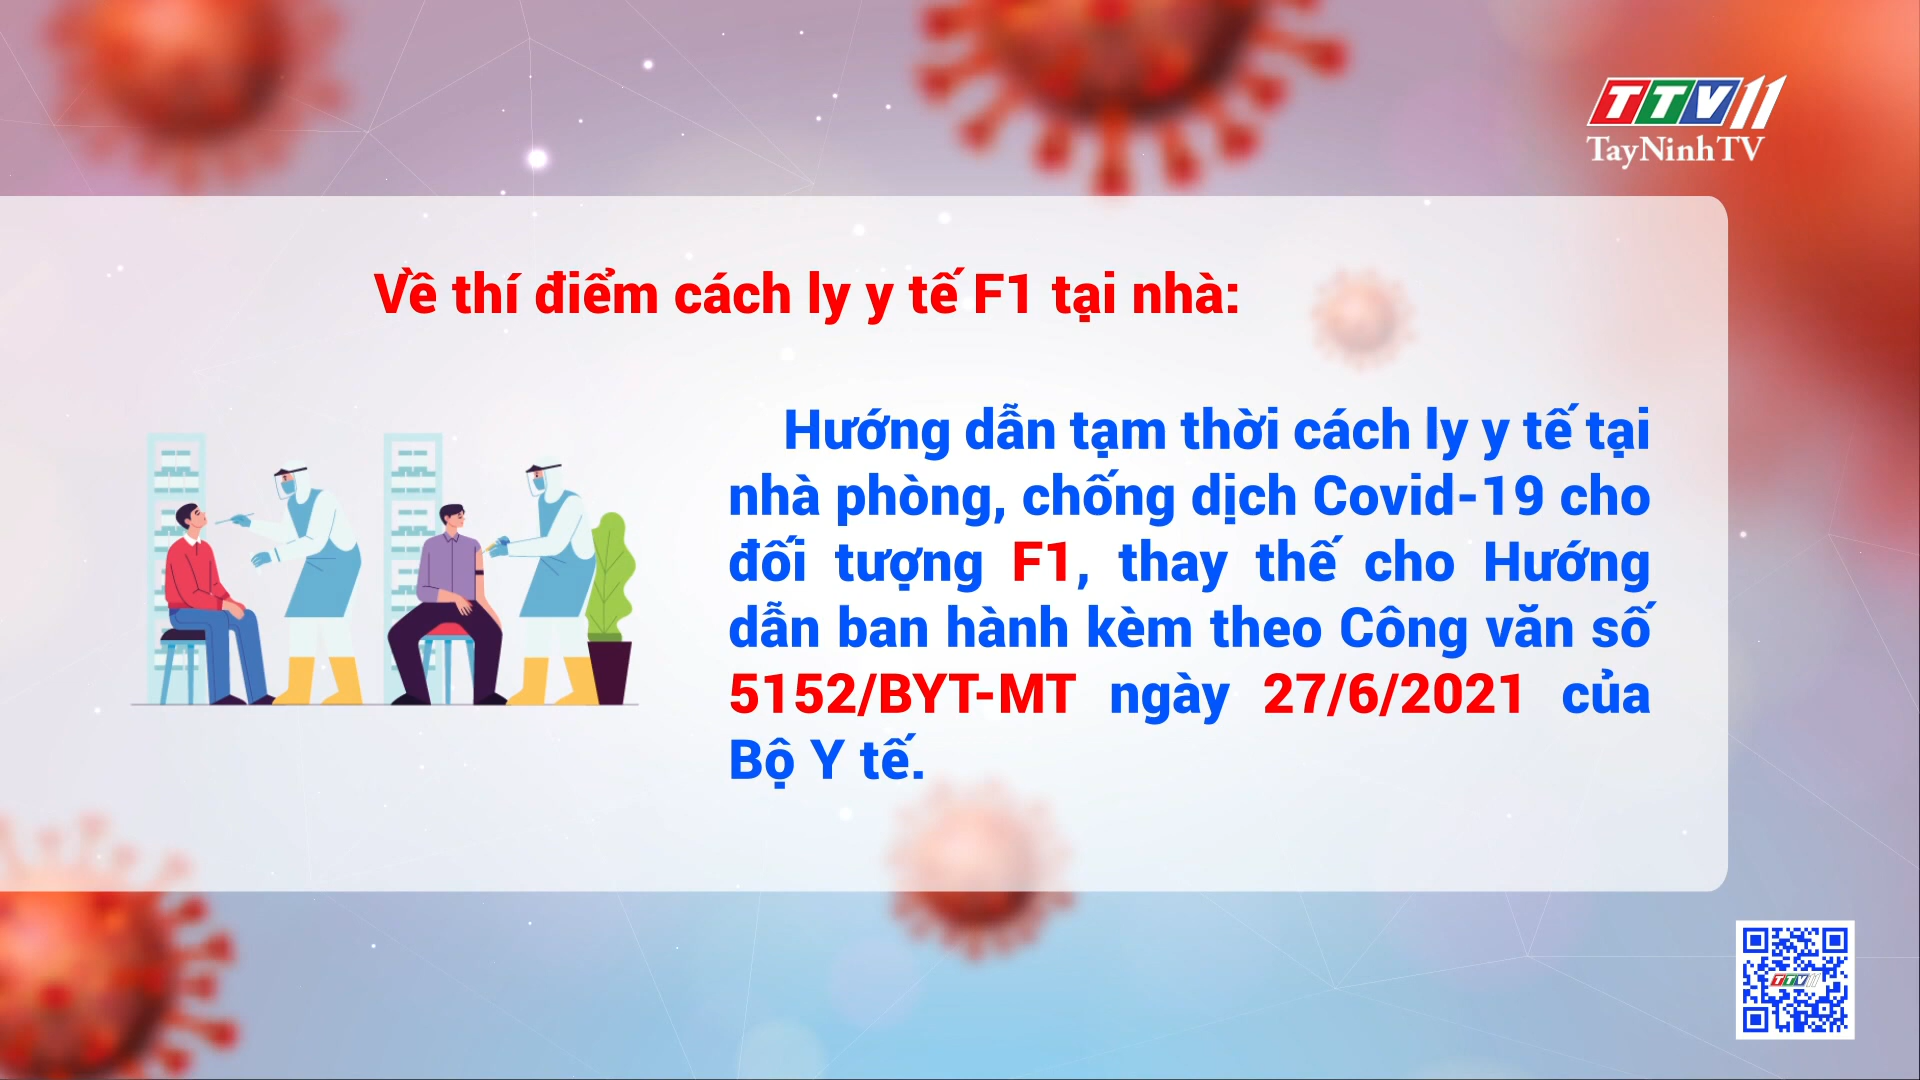 TTV11
TayNinhTV
Về thí điểm cách ly y tế F1 tại nhà:
Hướng dẫn tạm thời cách ly y tế tại
nhà phòng, chống dịch Covid-19 cho
đối tượng F1, thay thế cho Hướng
dẫn ban hành kèm theo Công văn số
5152/BYT-MT ngày 27/6/2021 của
Bộ Y tế.
TTV11